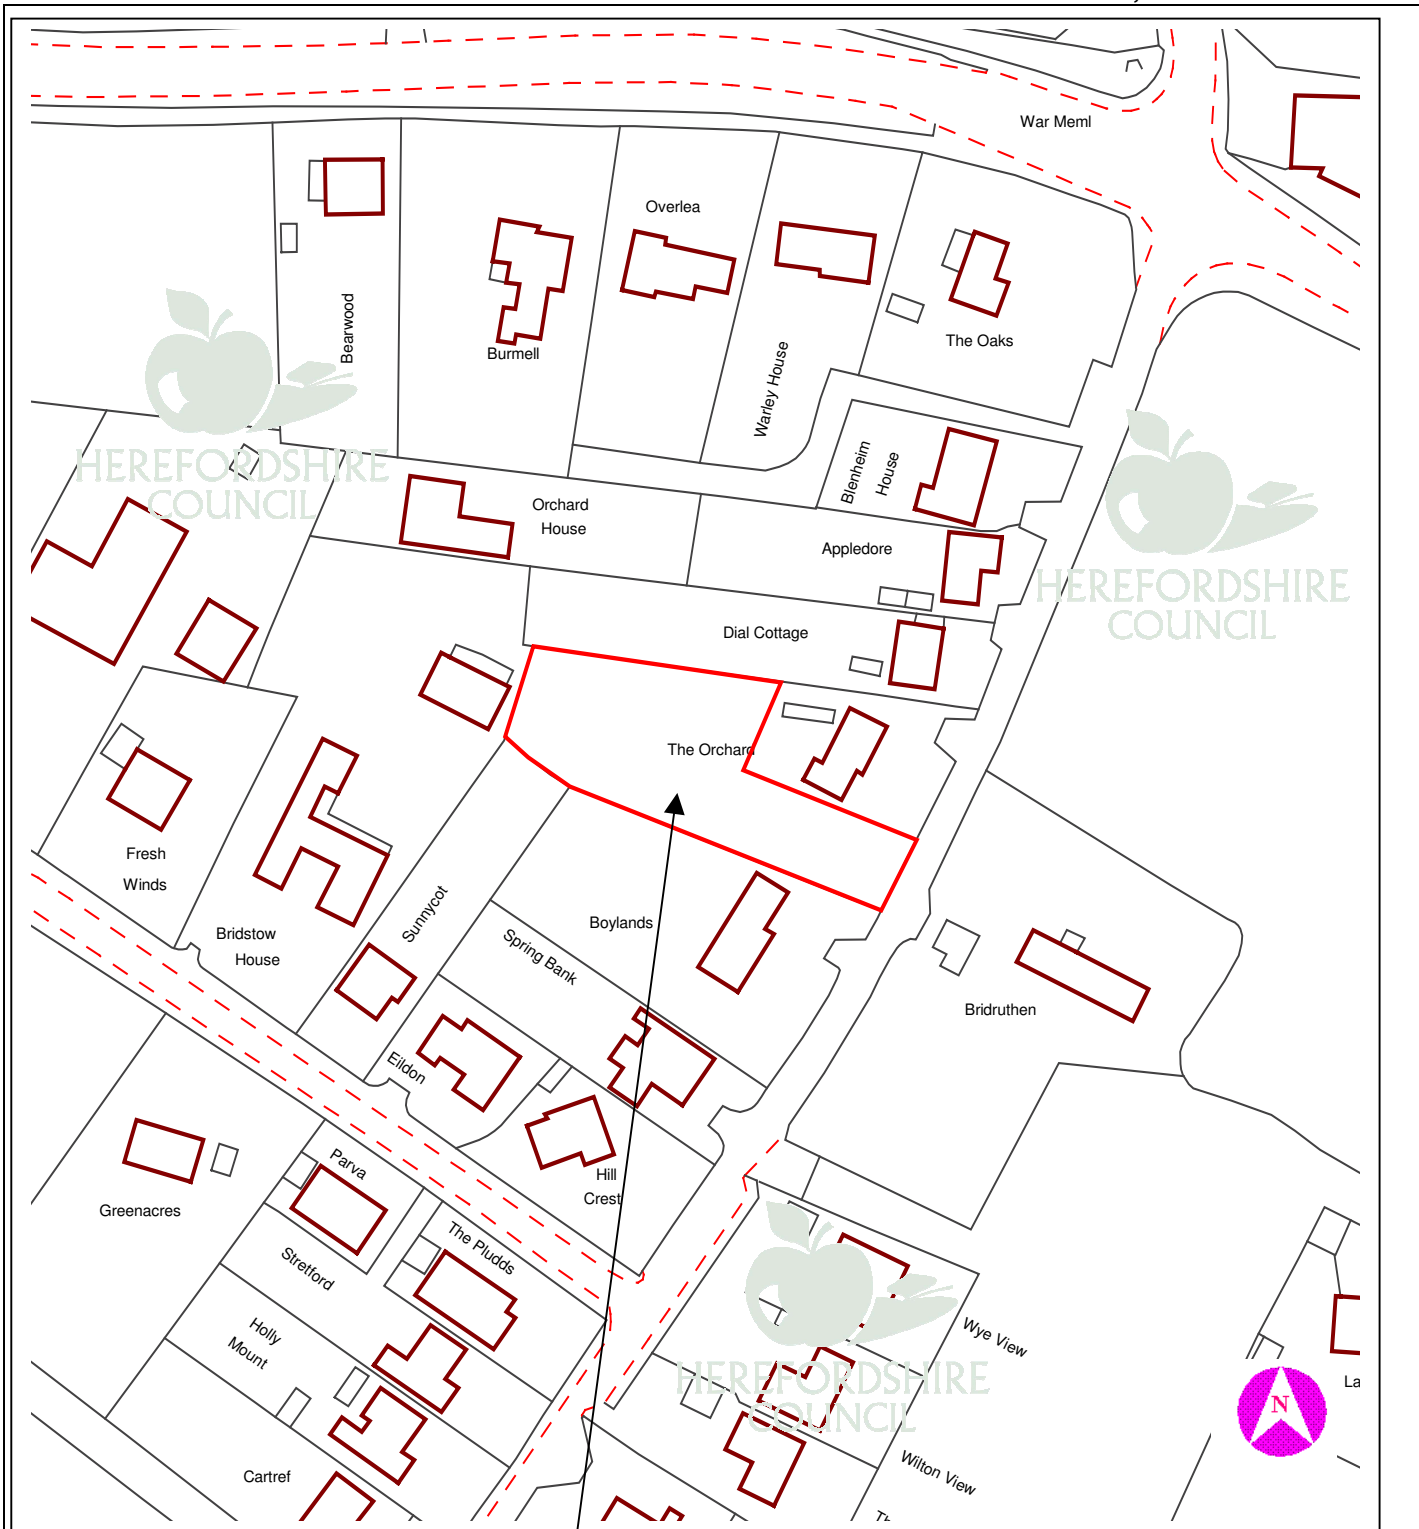 War Meml
Overlea
Bearwood
Burmell
The Oaks
Warley House
HEREFORDSHIRE
COUNCIL
Blenheim
House
Orchard
House
Appledore
HEREFORDSHIRE
COUNCIL
Dial Cottage
The Orchard
Fresh
Winds
Sunnycot
Boylands
Bridstow
House
Spring Bank
Bridruthen
Eildon
Parva
Hill
Crest
Greenacres
The Pludds
Stretford
Holly
Mount
Wye View
HEREFORDSHIRE
COUNCIL
La
N
Cartref
Wilton View
Th